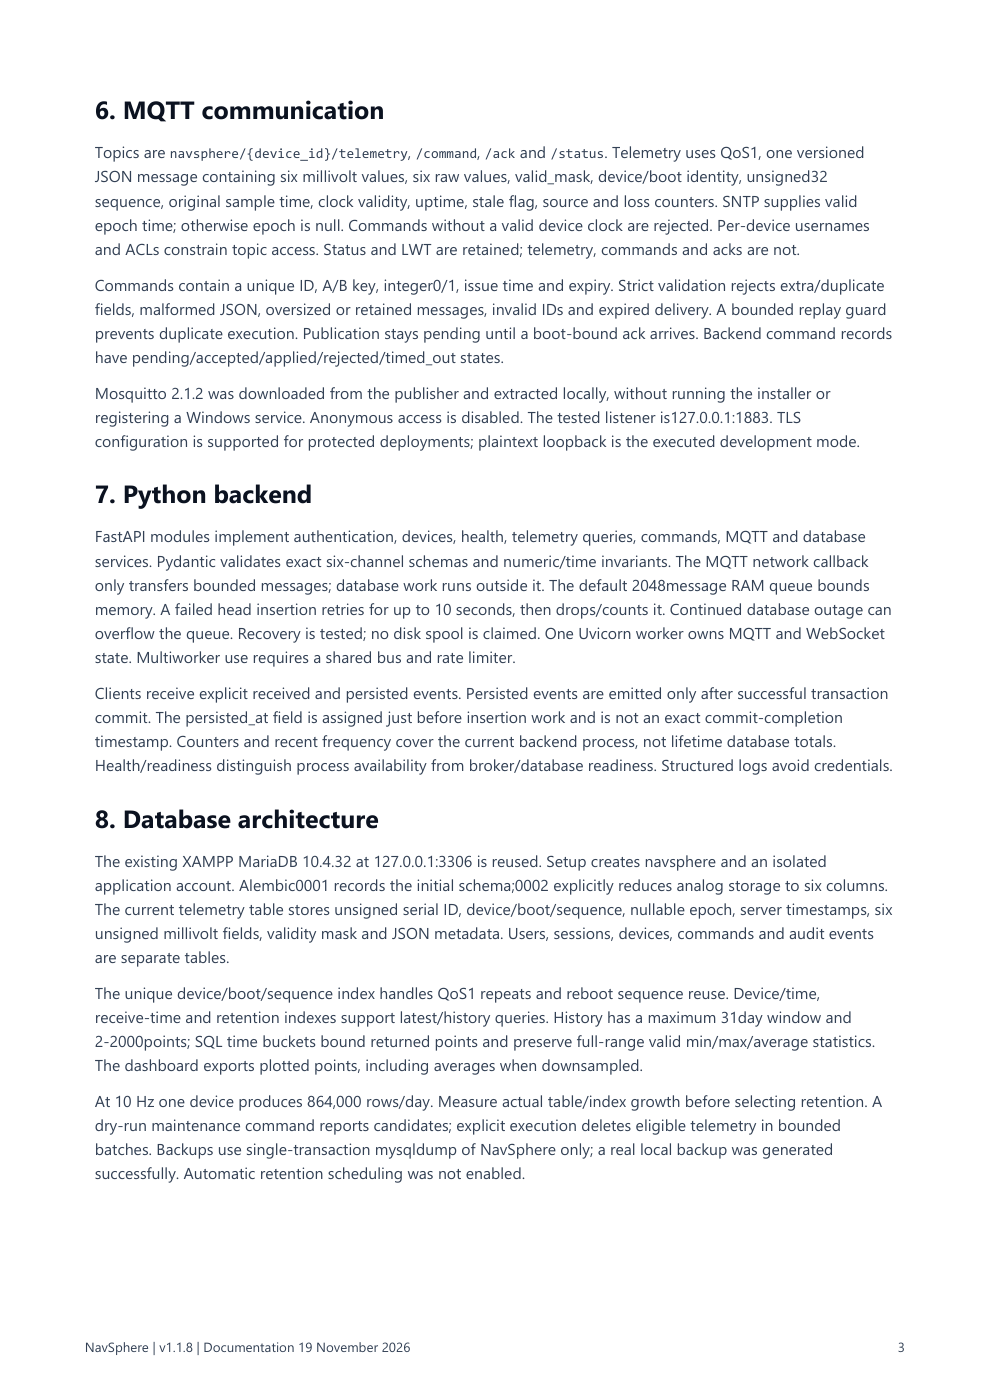 6. MQTT communication
Topics are navsphere/{device_id}/telemetry, /command, /ack and /status. Telemetry uses QoS1, one versioned
JSON message containing six millivolt values, six raw values, valid_mask, device/boot identity, unsigned32
sequence, original sample time, clock validity, uptime, stale flag, source and loss counters. SNTP supplies valid
epoch time; otherwise epoch is null. Commands without a valid device clock are rejected. Per-device usernames
and ACLs constrain topic access. Status and LWT are retained; telemetry, commands and acks are not.
Commands contain a unique ID, A/B key, integer0/1, issue time and expiry. Strict validation rejects extra/duplicate
fields, malformed JSON, oversized or retained messages, invalid IDs and expired delivery. A bounded replay guard
prevents duplicate execution. Publication stays pending until a boot-bound ack arrives. Backend command records
have pending/accepted/applied/rejected/timed_out states.
Mosquitto 2.1.2 was downloaded from the publisher and extracted locally, without running the installer or
registering a Windows service. Anonymous access is disabled. The tested listener is127.0.0.1:1883. TLS
configuration is supported for protected deployments; plaintext loopback is the executed development mode.
7. Python backend
FastAPI modules implement authentication, devices, health, telemetry queries, commands, MQTT and database
services. Pydantic validates exact six-channel schemas and numeric/time invariants. The MQTT network callback
only transfers bounded messages; database work runs outside it. The default 2048message RAM queue bounds
memory. A failed head insertion retries for up to 10 seconds, then drops/counts it. Continued database outage can
overflow the queue. Recovery is tested; no disk spool is claimed. One Uvicorn worker owns MQTT and WebSocket
state. Multiworker use requires a shared bus and rate limiter.
Clients receive explicit received and persisted events. Persisted events are emitted only after successful transaction
commit. The persisted_at field is assigned just before insertion work and is not an exact commit-completion
timestamp. Counters and recent frequency cover the current backend process, not lifetime database totals.
Health/readiness distinguish process availability from broker/database readiness. Structured logs avoid credentials.
8. Database architecture
The existing XAMPP MariaDB 10.4.32 at 127.0.0.1:3306 is reused. Setup creates navsphere and an isolated
application account. Alembic0001 records the initial schema;0002 explicitly reduces analog storage to six columns.
The current telemetry table stores unsigned serial ID, device/boot/sequence, nullable epoch, server timestamps, six
unsigned millivolt fields, validity mask and JSON metadata. Users, sessions, devices, commands and audit events
are separate tables.
The unique device/boot/sequence index handles QoS1 repeats and reboot sequence reuse. Device/time,
receive-time and retention indexes support latest/history queries. History has a maximum 31day window and
2-2000points; SQL time buckets bound returned points and preserve full-range valid min/max/average statistics.
The dashboard exports plotted points, including averages when downsampled.
At 10 Hz one device produces 864,000 rows/day. Measure actual table/index growth before selecting retention. A
dry-run maintenance command reports candidates; explicit execution deletes eligible telemetry in bounded
batches. Backups use single-transaction mysqldump of NavSphere only; a real local backup was generated
successfully. Automatic retention scheduling was not enabled.
NavSphere | v1.1.8 | Documentation 19 November 2026
3